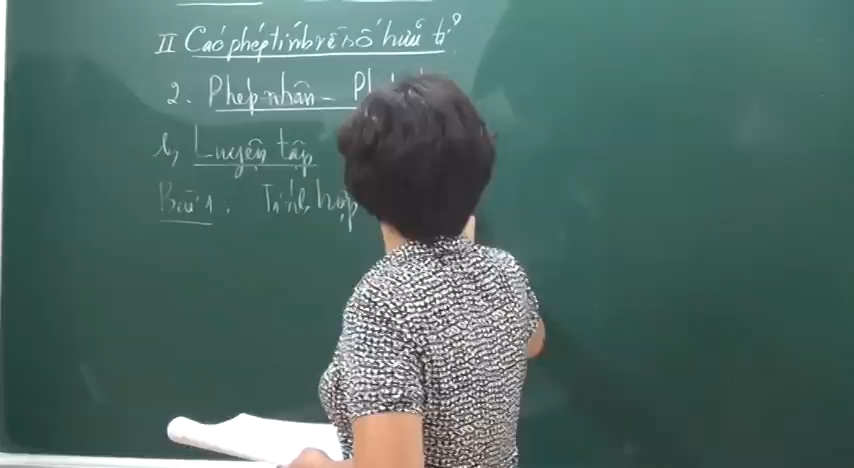 II Các phép tính về số hữu tỉ
2. Phép nhân - Ph
b, Luyện tập
Bài 1. Tính hợp